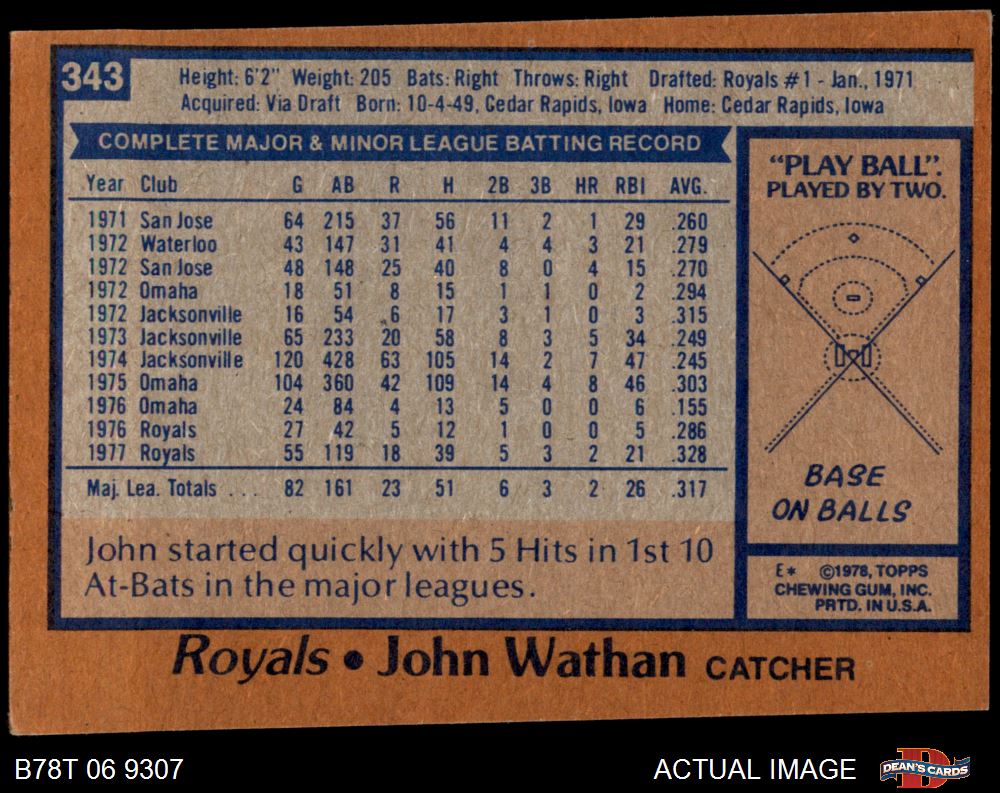 343
Height: 6'2" Weight: 205 Bats: Right Throws: Right Drafted: Royals #1 - Jan., 1971
Acquired: Via Draft Born: 10-4-49, Cedar Rapids, Iowa Home: Cedar Rapids, Iowa
COMPLETE MAJOR & MINOR LEAGUE BATTING RECORD
Year Club G AB R H 2B 3B HR RBI AVG.
1971 San Jose 64 215 37 56 11 2 1 29 .260
1972 Waterloo 43 147 31 41 4 4 3 21 .279
1972 San Jose 48 148 25 40 8 0 4 15 .270
1972 Omaha 18 51 8 15 1 1 0 2 .294
1972 Jacksonville 16 54 6 17 3 1 0 3 .315
1973 Jacksonville 65 233 20 58 8 3 5 34 .249
1974 Jacksonville 120 428 63 105 14 2 7 47 .245
1975 Omaha 104 360 42 109 14 4 8 46 .303
1976 Omaha 24 84 4 13 5 0 0 6 .155
1976 Royals 27 42 5 12 1 0 0 5 .286
1977 Royals 55 119 18 39 5 3 2 21 .328
Maj. Lea. Totals . . . 82 161 23 51 6 3 2 26 .317
John started quickly with 5 Hits in 1st 10
At-Bats in the major leagues.
"PLAY BALL".
PLAYED BY TWO.
BASE
ON BALLS
E* ©1978, TOPPS
CHEWING GUM, INC.
PRTD. IN U.S.A.
Royals • John Wathan CATCHER
B78T 06 9307
ACTUAL IMAGE
D
DEAN'S CARDS